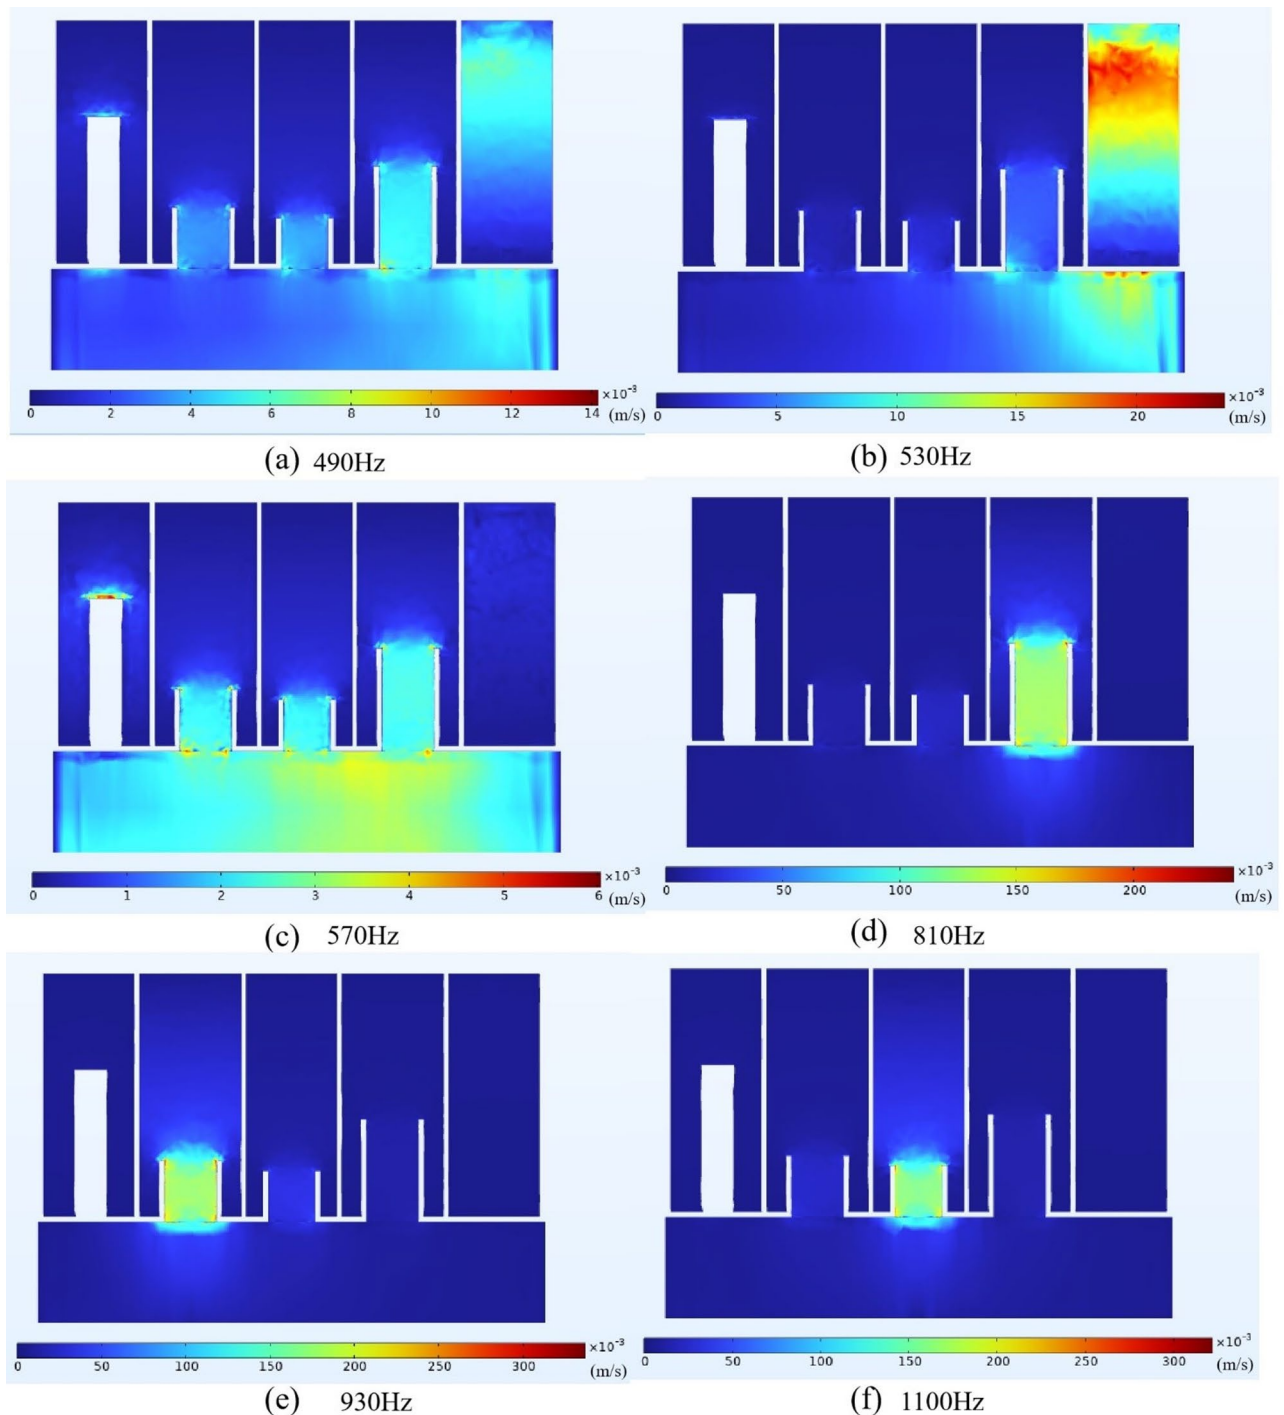 ×10⁻³
0 2 4 6 8 10 12 14 (m/s)
(a) 490Hz
×10⁻³
0 5 10 15 20 (m/s)
(b) 530Hz
×10⁻³
0 1 2 3 4 5 6 (m/s)
(c) 570Hz
×10⁻³
0 50 100 150 200 (m/s)
(d) 810Hz
×10⁻³
0 50 100 150 200 250 300 (m/s)
(e) 930Hz
×10⁻³
0 50 100 150 200 250 300 (m/s)
(f) 1100Hz